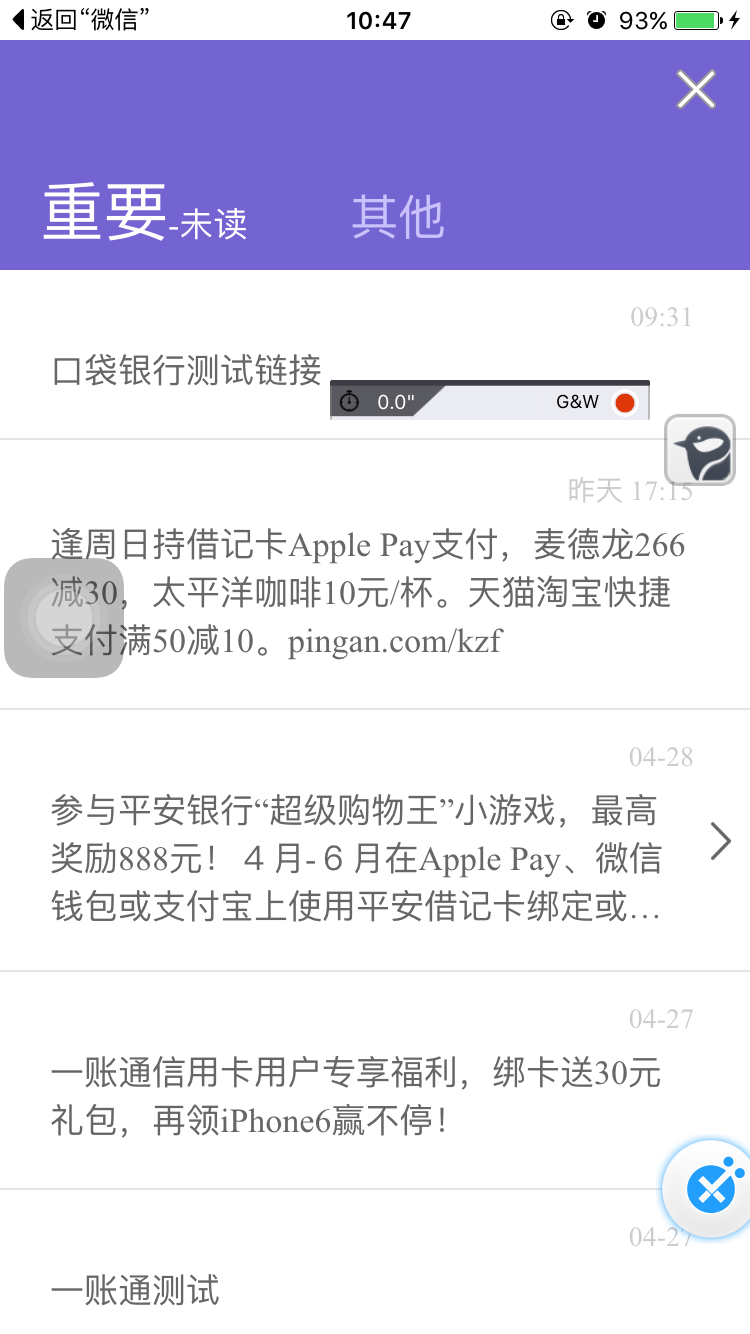 返回“微信”
10:47
93%
重要-未读
其他
09:31
口袋银行测试链接
0.0"
G&W
昨天 17:15
逢周日持借记卡Apple Pay支付，麦德龙266
减30，太平洋咖啡10元/杯。天猫淘宝快捷
支付满50减10。pingan.com/kzf
04-28
参与平安银行“超级购物王”小游戏，最高
奖励888元！４月-６月在Apple Pay、微信
钱包或支付宝上使用平安借记卡绑定或…
04-27
一账通信用卡用户专享福利，绑卡送30元
礼包，再领iPhone6赢不停！
04-27
一账通测试